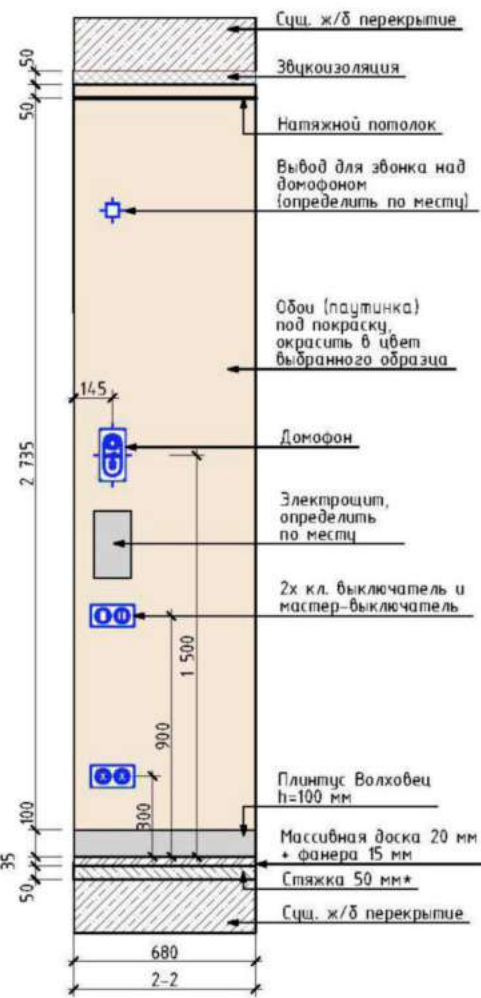 Сущ. ж/б перекрытие
50
Звукоизоляция
50
Натяжной потолок
Вывод для звонка над
домофоном
(определить по месту)
Обои (паутинка)
под покраску,
окрасить в цвет
выбранного образца
145
Домофон
2 735
Электрощит,
определить
по месту
2х кл. выключатель и
мастер-выключатель
1 500
900
300
Плинтус Волховец
h=100 мм
100
Массивная доска 20 мм
+ фанера 15 мм
35
Стяжка 50 мм*
50
Сущ. ж/б перекрытие
680
2-2